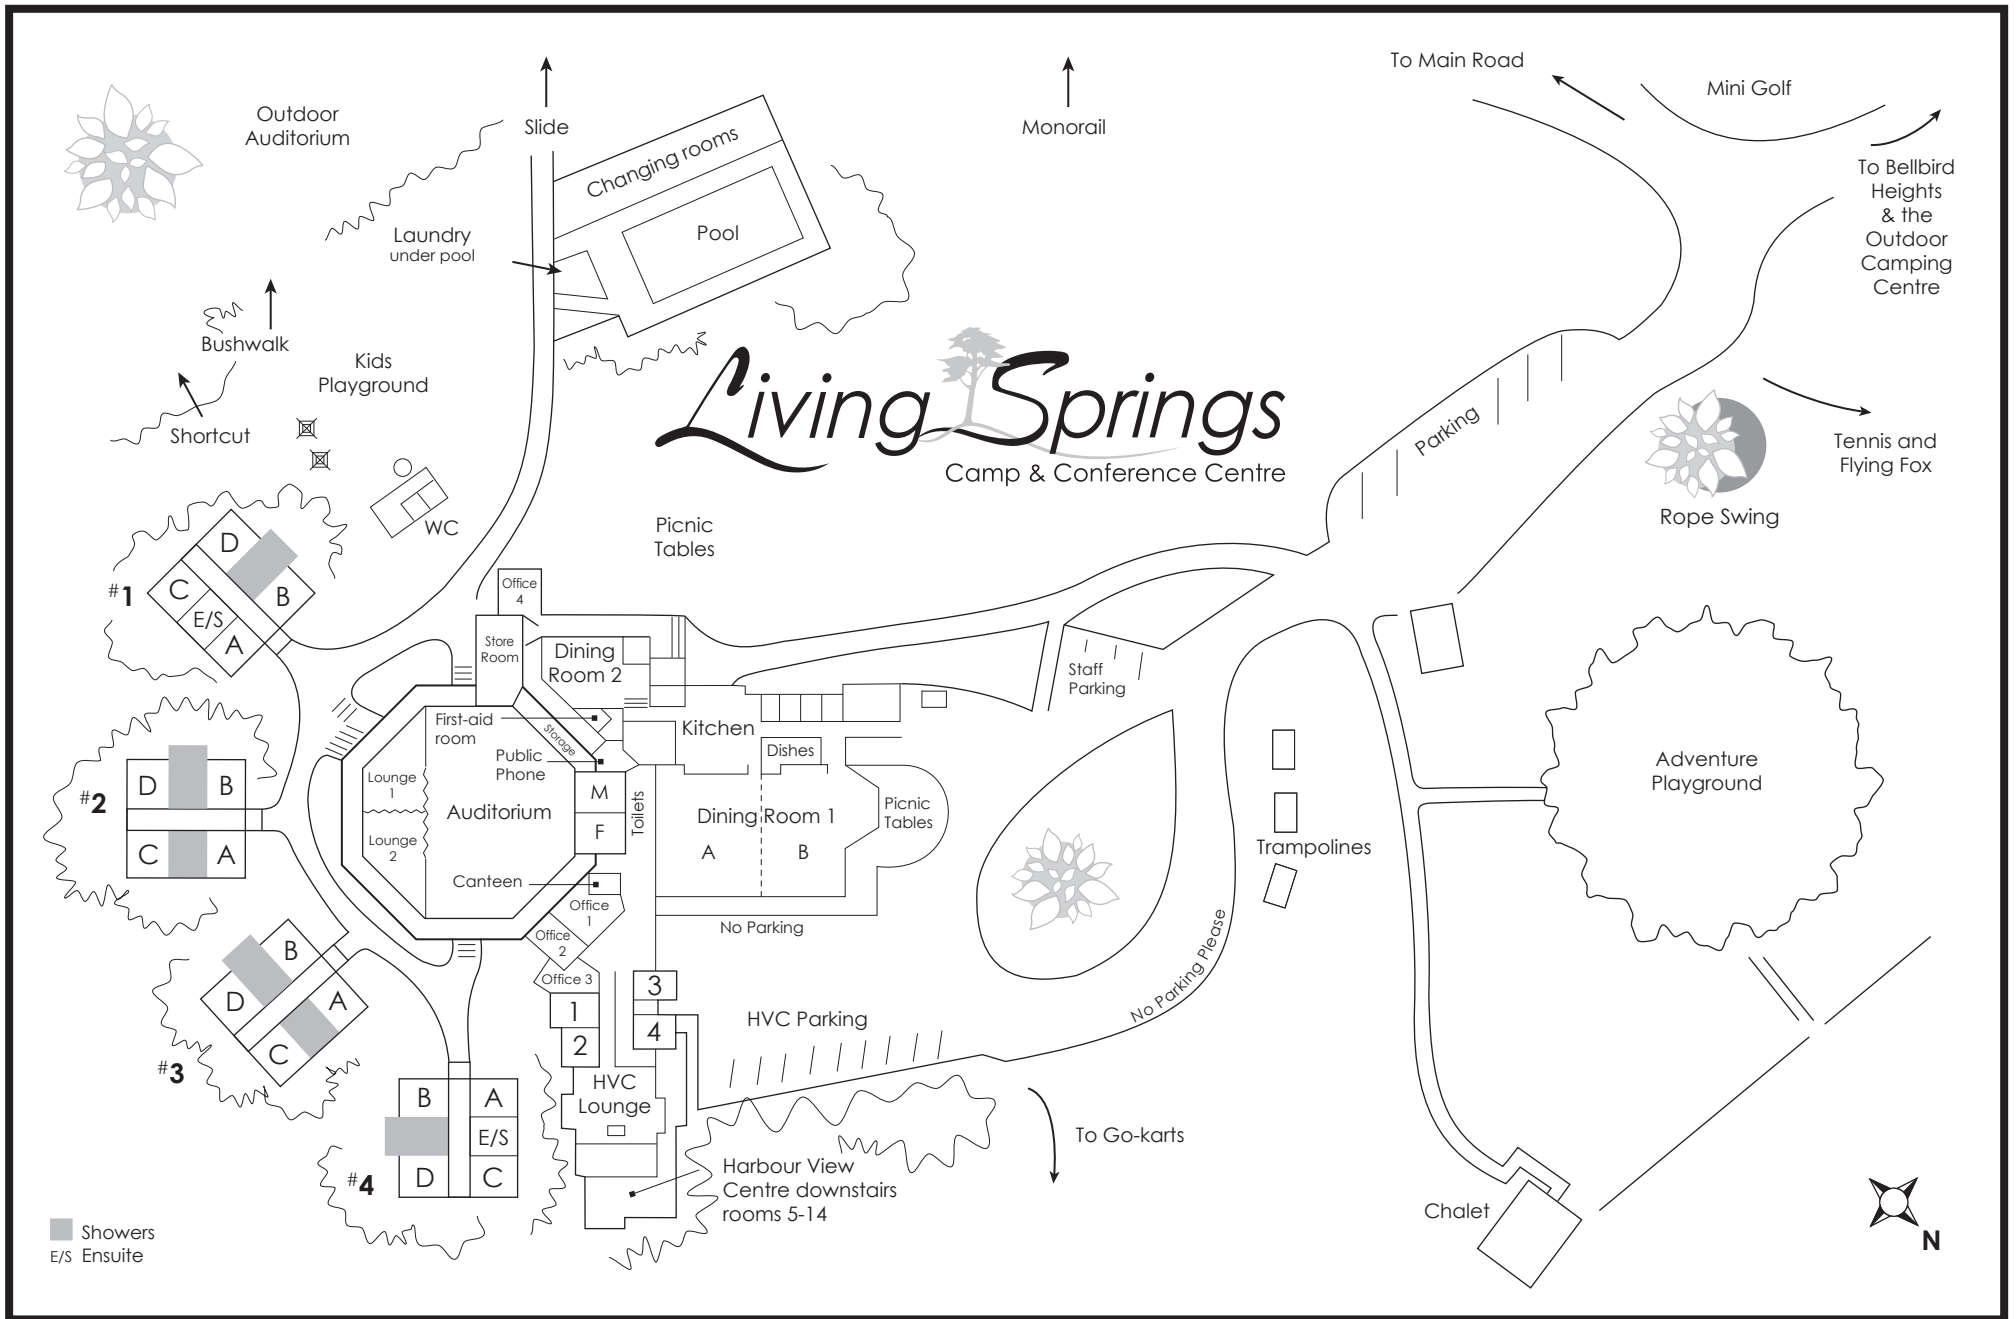 To Main Road
Mini Golf
Outdoor
Auditorium
Slide
Monorail
Changing rooms
To Bellbird
Heights
& the
Outdoor
Camping
Centre
Laundry
under pool
Pool
Bushwalk
Kids
Playground
Shortcut
Living Springs
Camp & Conference Centre
Parking
Tennis and
Flying Fox
Rope Swing
WC
Picnic
Tables
#1
D
C
B
E/S
A
Office
4
Store
Room
Dining
Room 2
Staff
Parking
First-aid
room
Storage
Kitchen
Public
Phone
Dishes
#2
D
B
C
A
Lounge
1
Lounge
2
Auditorium
M
F
Toilets
Dining Room 1
A
B
Picnic
Tables
Adventure
Playground
Trampolines
Canteen
Office
1
Office
2
Office 3
No Parking
No Parking Please
#3
B
D
A
C
1
2
3
4
HVC Parking
HVC
Lounge
#4
B
A
E/S
D
C
To Go-karts
Harbour View
Centre downstairs
rooms 5-14
Chalet
Showers
E/S Ensuite
N